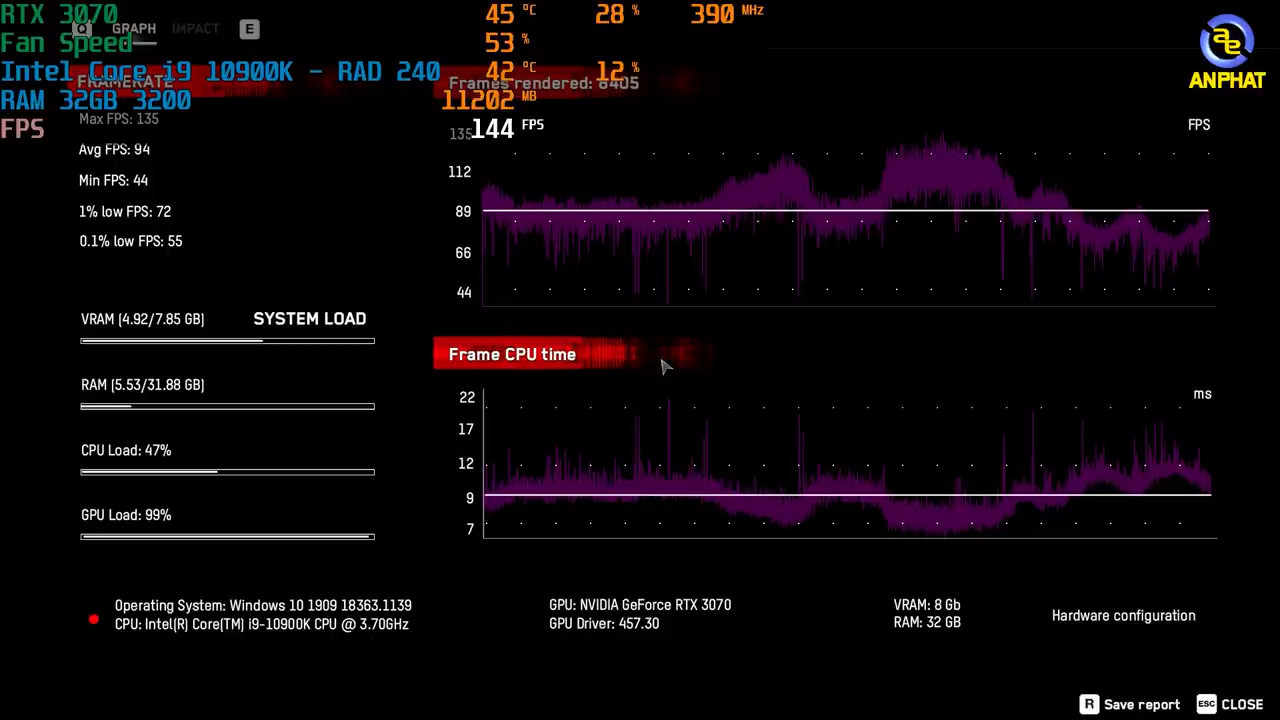 RTX 3070 45 °C 28 % 390 MHz
Q GRAPH IMPACT E
Fan Speed 53 %
Intel Core i9 10900K - RAD 240 42 °C 12 %
FRAMERATE Frames rendered: 8405
ANPHAT
RAM 32GB 3200 11202 MB
Max FPS: 135
FPS 144 FPS
135 FPS
Avg FPS: 94
112
Min FPS: 44
1% low FPS: 72
89
0.1% low FPS: 55
66
44
VRAM (4.92/7.85 GB) SYSTEM LOAD
Frame CPU time
RAM (5.53/31.88 GB)
22 ms
17
CPU Load: 47%
12
9
GPU Load: 99%
7
Operating System: Windows 10 1909 18363.1139
CPU: Intel(R) Core(TM) i9-10900K CPU @ 3.70GHz
GPU: NVIDIA GeForce RTX 3070
GPU Driver: 457.30
VRAM: 8 Gb
RAM: 32 GB
Hardware configuration
R Save report ESC CLOSE